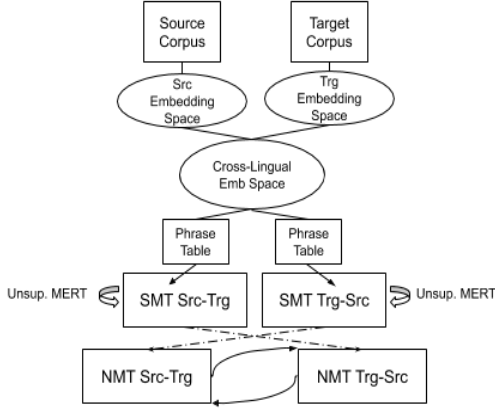 Source
Corpus
Target
Corpus
Src
Embedding
Space
Trg
Embedding
Space
Cross-Lingual
Emb Space
Phrase
Table
Phrase
Table
Unsup. MERT
SMT Src-Trg
SMT Trg-Src
Unsup. MERT
NMT Src-Trg
NMT Trg-Src